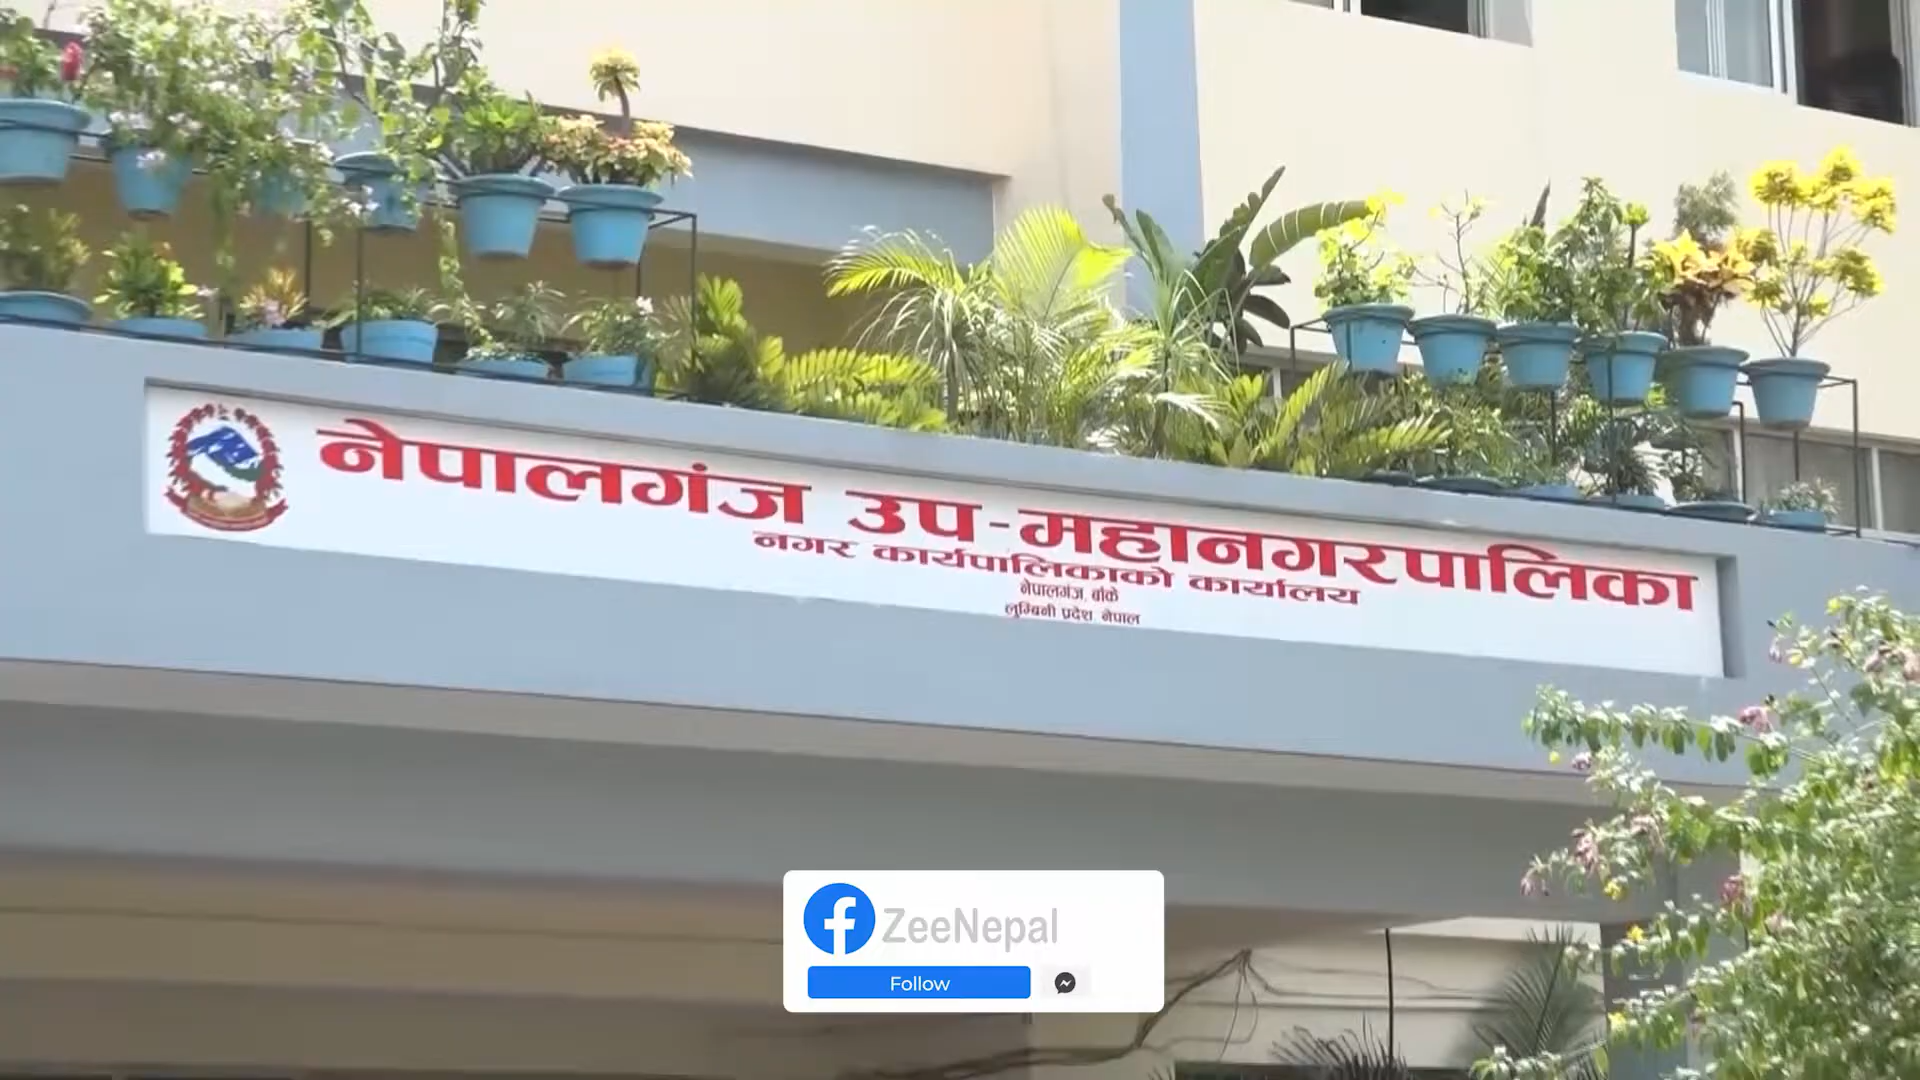 नेपालगंज उप-महानगरपालिका
नगर कार्यपालिकाको कार्यालय
नेपालगंज, बाँके
लुम्बिनी प्रदेश, नेपाल
ZeeNepal
Follow